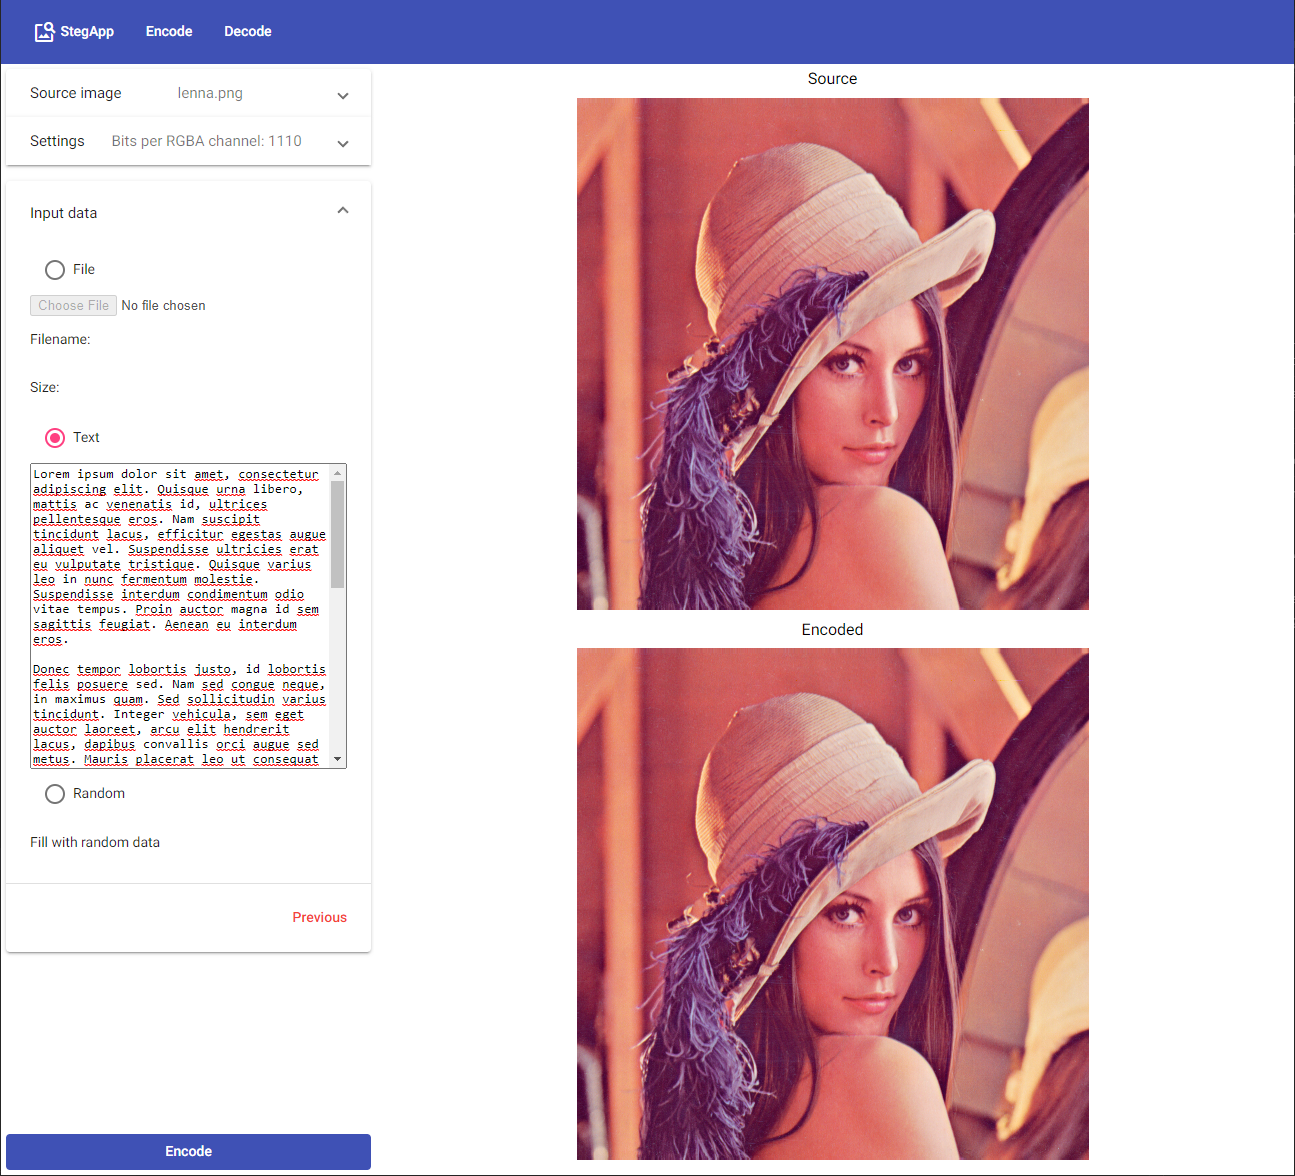 StegApp Encode Decode
Source image lenna.png
Settings Bits per RGBA channel: 1110
Input data
File
Choose File No file chosen
Filename:
Size:
Text
Lorem ipsum dolor sit amet, consectetur
adipiscing elit. Quisque urna libero,
mattis ac venenatis id, ultrices
pellentesque eros. Nam suscipit
tincidunt lacus, efficitur egestas augue
aliquet vel. Suspendisse ultricies erat
eu vulputate tristique. Quisque varius
leo in nunc fermentum molestie.
Suspendisse interdum condimentum odio
vitae tempus. Proin auctor magna id sem
sagittis feugiat. Aenean eu interdum
eros.
Donec tempor lobortis justo, id lobortis
felis posuere sed. Nam sed congue neque,
in maximus quam. Sed sollicitudin varius
tincidunt. Integer vehicula, sem eget
auctor laoreet, arcu elit hendrerit
lacus, dapibus convallis orci augue sed
metus. Mauris placerat leo ut consequat
Random
Fill with random data
Previous
Encode
Source
Encoded